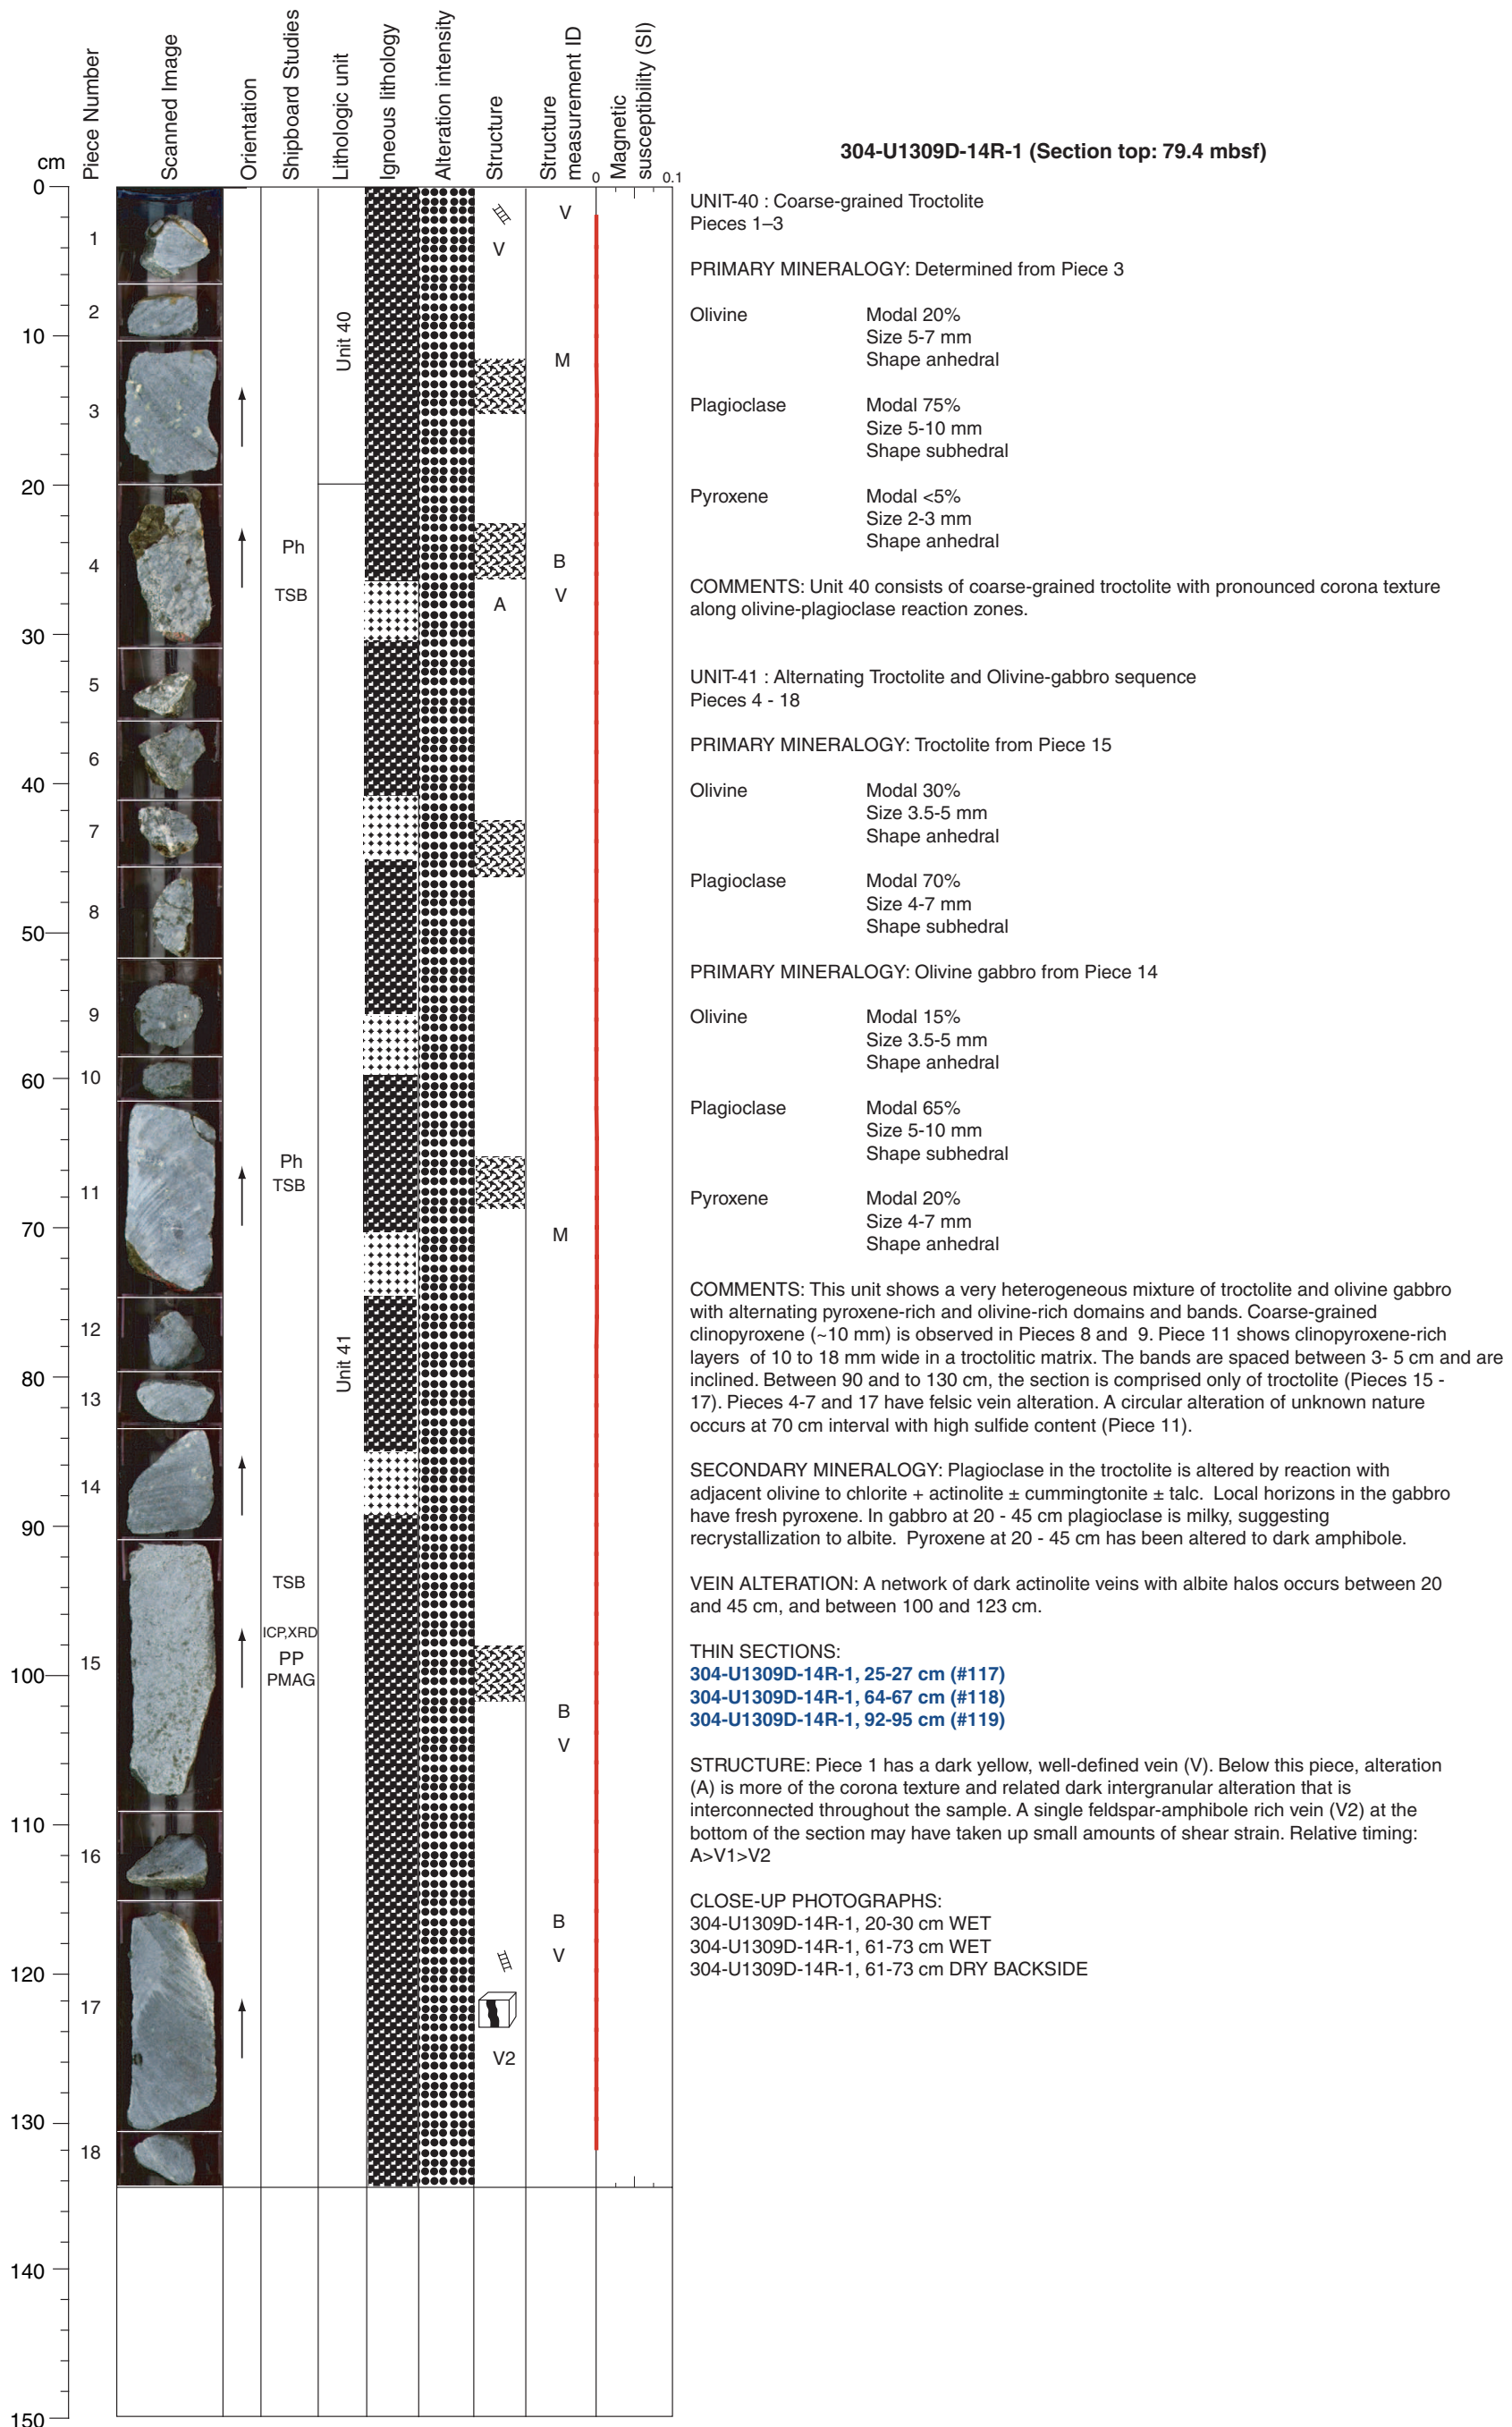 cm
Piece Number
Scanned Image
Orientation
Shipboard Studies
Lithologic unit
Igneous lithology
Alteration intensity
Structure
Structure
measurement ID
Magnetic
susceptibility (SI)
0
0.1
0
10
20
30
40
50
60
70
80
90
100
110
120
130
140
150
1
2
3
4
5
6
7
8
9
10
11
12
13
14
15
16
17
18
Ph
TSB
Ph
TSB
TSB
ICP,XRD
PP
PMAG
Unit 40
Unit 41
V
A
V2
V
M
B
V
M
B
V
B
V
304-U1309D-14R-1 (Section top: 79.4 mbsf)
UNIT-40 : Coarse-grained Troctolite
Pieces 1–3
PRIMARY MINERALOGY: Determined from Piece 3
Olivine Modal 20%
Size 5-7 mm
Shape anhedral
Plagioclase Modal 75%
Size 5-10 mm
Shape subhedral
Pyroxene Modal <5%
Size 2-3 mm
Shape anhedral
COMMENTS: Unit 40 consists of coarse-grained troctolite with pronounced corona texture
along olivine-plagioclase reaction zones.
UNIT-41 : Alternating Troctolite and Olivine-gabbro sequence
Pieces 4 - 18
PRIMARY MINERALOGY: Troctolite from Piece 15
Olivine Modal 30%
Size 3.5-5 mm
Shape anhedral
Plagioclase Modal 70%
Size 4-7 mm
Shape subhedral
PRIMARY MINERALOGY: Olivine gabbro from Piece 14
Olivine Modal 15%
Size 3.5-5 mm
Shape anhedral
Plagioclase Modal 65%
Size 5-10 mm
Shape subhedral
Pyroxene Modal 20%
Size 4-7 mm
Shape anhedral
COMMENTS: This unit shows a very heterogeneous mixture of troctolite and olivine gabbro
with alternating pyroxene-rich and olivine-rich domains and bands. Coarse-grained
clinopyroxene (~10 mm) is observed in Pieces 8 and 9. Piece 11 shows clinopyroxene-rich
layers of 10 to 18 mm wide in a troctolitic matrix. The bands are spaced between 3- 5 cm and are
inclined. Between 90 and to 130 cm, the section is comprised only of troctolite (Pieces 15 -
17). Pieces 4-7 and 17 have felsic vein alteration. A circular alteration of unknown nature
occurs at 70 cm interval with high sulfide content (Piece 11).
SECONDARY MINERALOGY: Plagioclase in the troctolite is altered by reaction with
adjacent olivine to chlorite + actinolite ± cummingtonite ± talc. Local horizons in the gabbro
have fresh pyroxene. In gabbro at 20 - 45 cm plagioclase is milky, suggesting
recrystallization to albite. Pyroxene at 20 - 45 cm has been altered to dark amphibole.
VEIN ALTERATION: A network of dark actinolite veins with albite halos occurs between 20
and 45 cm, and between 100 and 123 cm.
THIN SECTIONS:
304-U1309D-14R-1, 25-27 cm (#117)
304-U1309D-14R-1, 64-67 cm (#118)
304-U1309D-14R-1, 92-95 cm (#119)
STRUCTURE: Piece 1 has a dark yellow, well-defined vein (V). Below this piece, alteration
(A) is more of the corona texture and related dark intergranular alteration that is
interconnected throughout the sample. A single feldspar-amphibole rich vein (V2) at the
bottom of the section may have taken up small amounts of shear strain. Relative timing:
A>V1>V2
CLOSE-UP PHOTOGRAPHS:
304-U1309D-14R-1, 20-30 cm WET
304-U1309D-14R-1, 61-73 cm WET
304-U1309D-14R-1, 61-73 cm DRY BACKSIDE